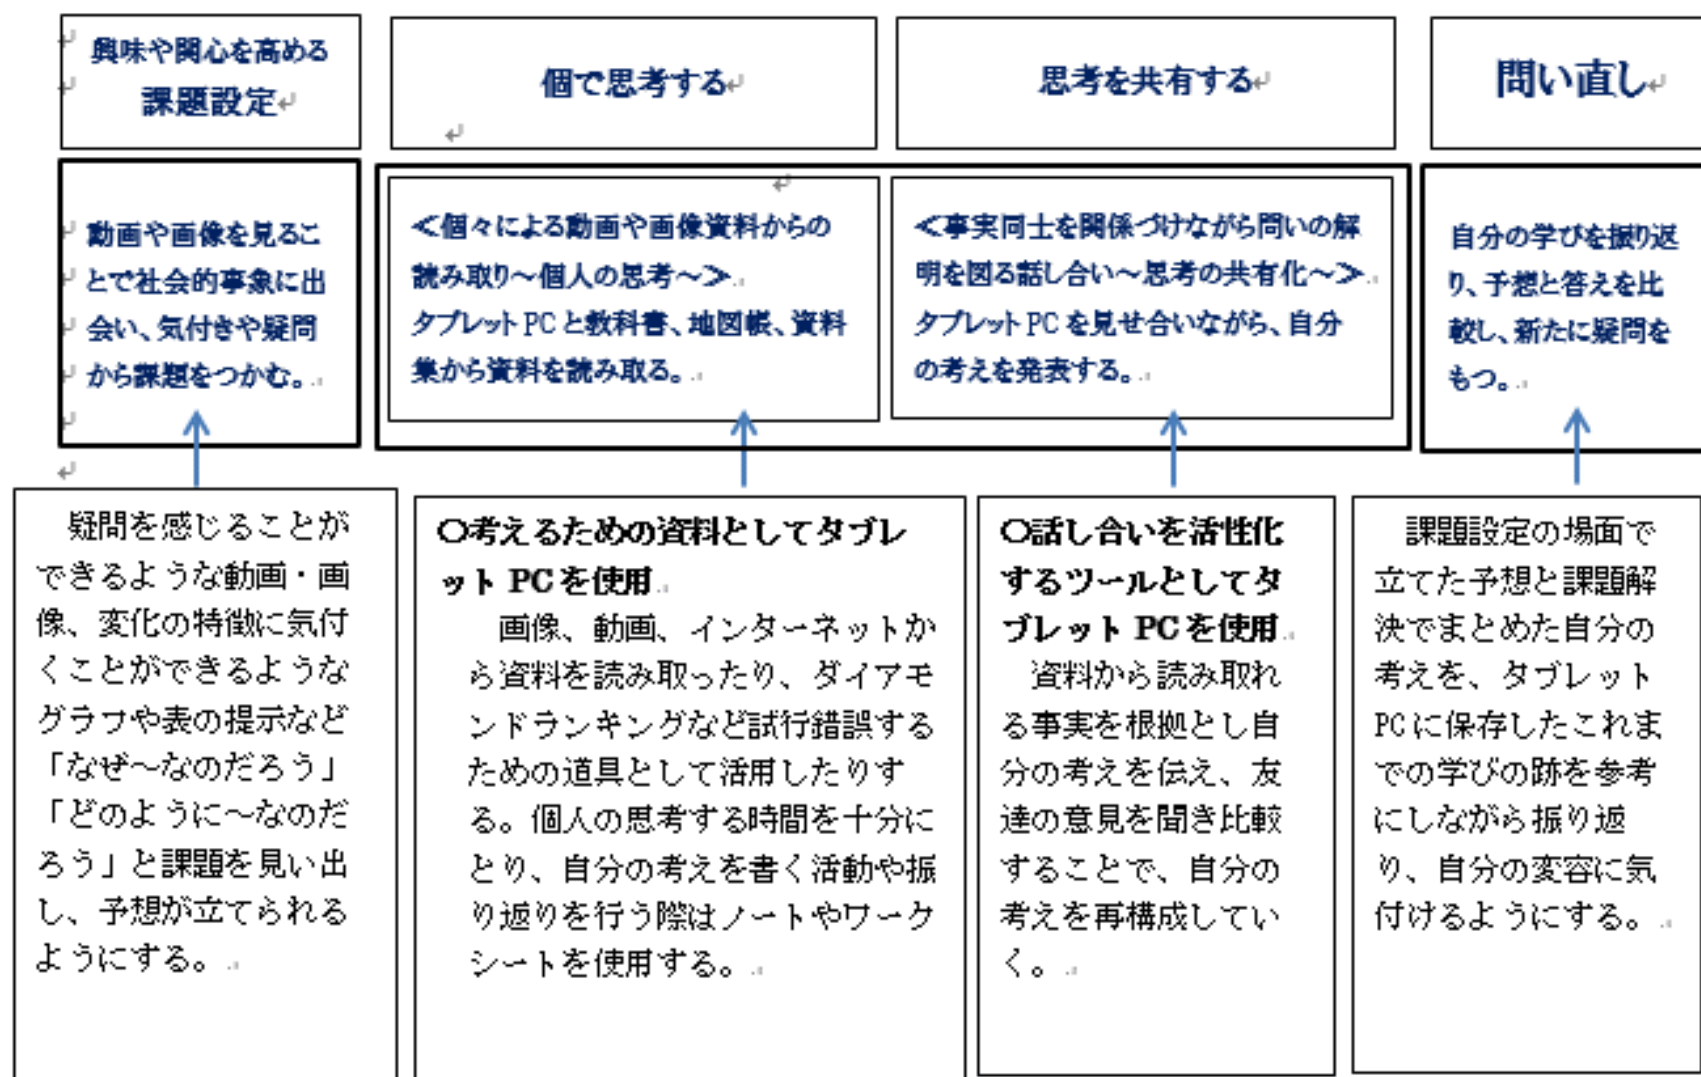 興味や関心を高める
課題設定
個で思考する
思考を共有する
問い直し
動画や画像を見るこ
とで社会的事象に出
会い、気付きや疑問
から課題をつかむ。
≪個々による動画や画像資料からの
読み取り～個人の思考～≫
タブレットPCと教科書、地図帳、資料
集から資料を読み取る。
≪事実同士を関係づけながら問いの解
明を図る話し合い～思考の共有化～≫
タブレットPCを見せ合いながら、自分
の考えを発表する。
自分の学びを振り返
り、予想と答えを比
較し、新たに疑問を
もつ。
疑問を感じることが
できるような動画・画
像、変化の特徴に気付
くことができるような
グラフや表の提示など
「なぜ～なのだろう」
「どのように～なのだ
ろう」と課題を見い出
し、予想が立てられる
ようにする。
○考えるための資料としてタブレ
ットPCを使用
画像、動画、インターネットか
ら資料を読み取ったり、ダイアモ
ンドランキングなど試行錯誤する
ための道具として活用したりす
る。個人の思考する時間を十分に
とり、自分の考えを書く活動や振
り返りを行う際はノートやワーク
シートを使用する。
○話し合いを活性化
するツールとしてタ
ブレットPCを使用
資料から読み取れ
る事実を根拠とし自
分の考えを伝え、友
達の意見を聞き比較
することで、自分の
考えを再構成してい
く。
課題設定の場面で
立てた予想と課題解
決でまとめた自分の
考えを、タブレット
PCに保存したこれま
での学びの跡を参考
にしながら振り返
り、自分の変容に気
付けるようにする。